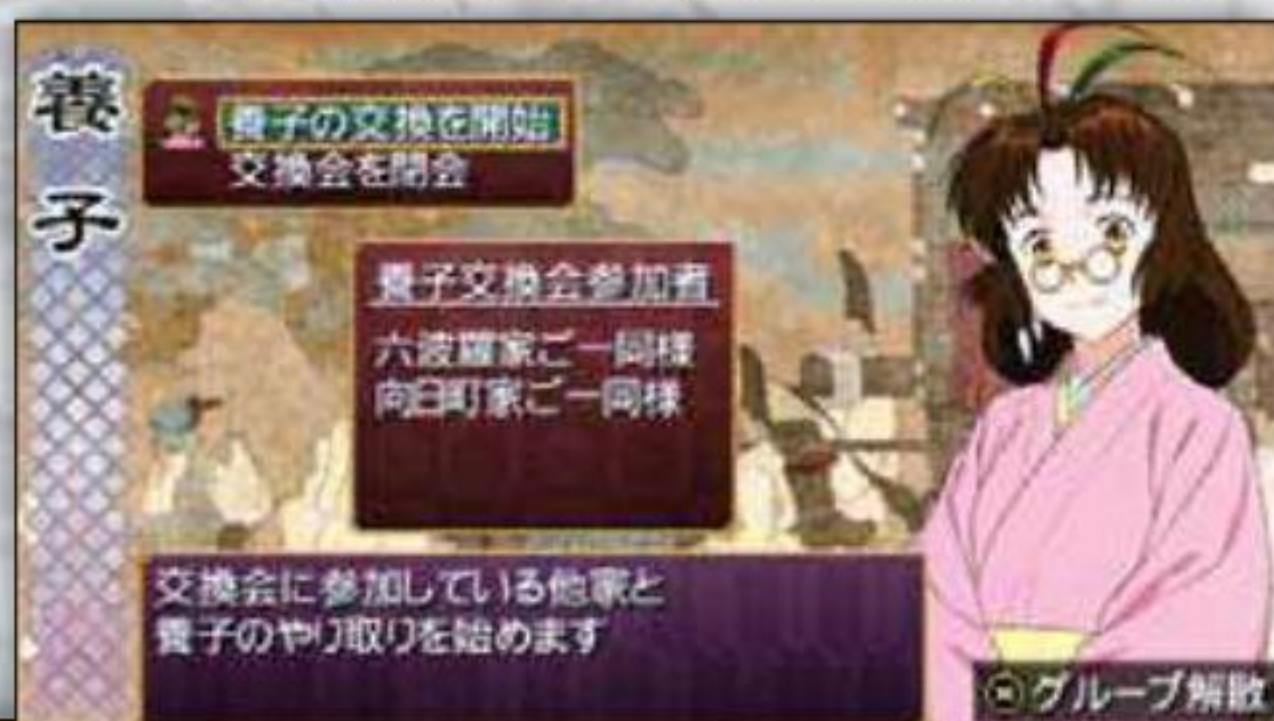 養子
養子の交換を開始
交換会を閉会
養子交換会参加者
六波羅家ご一同様
向日町家ご一同様
交換会に参加している他家と
養子のやり取りを始めます
グループ解散